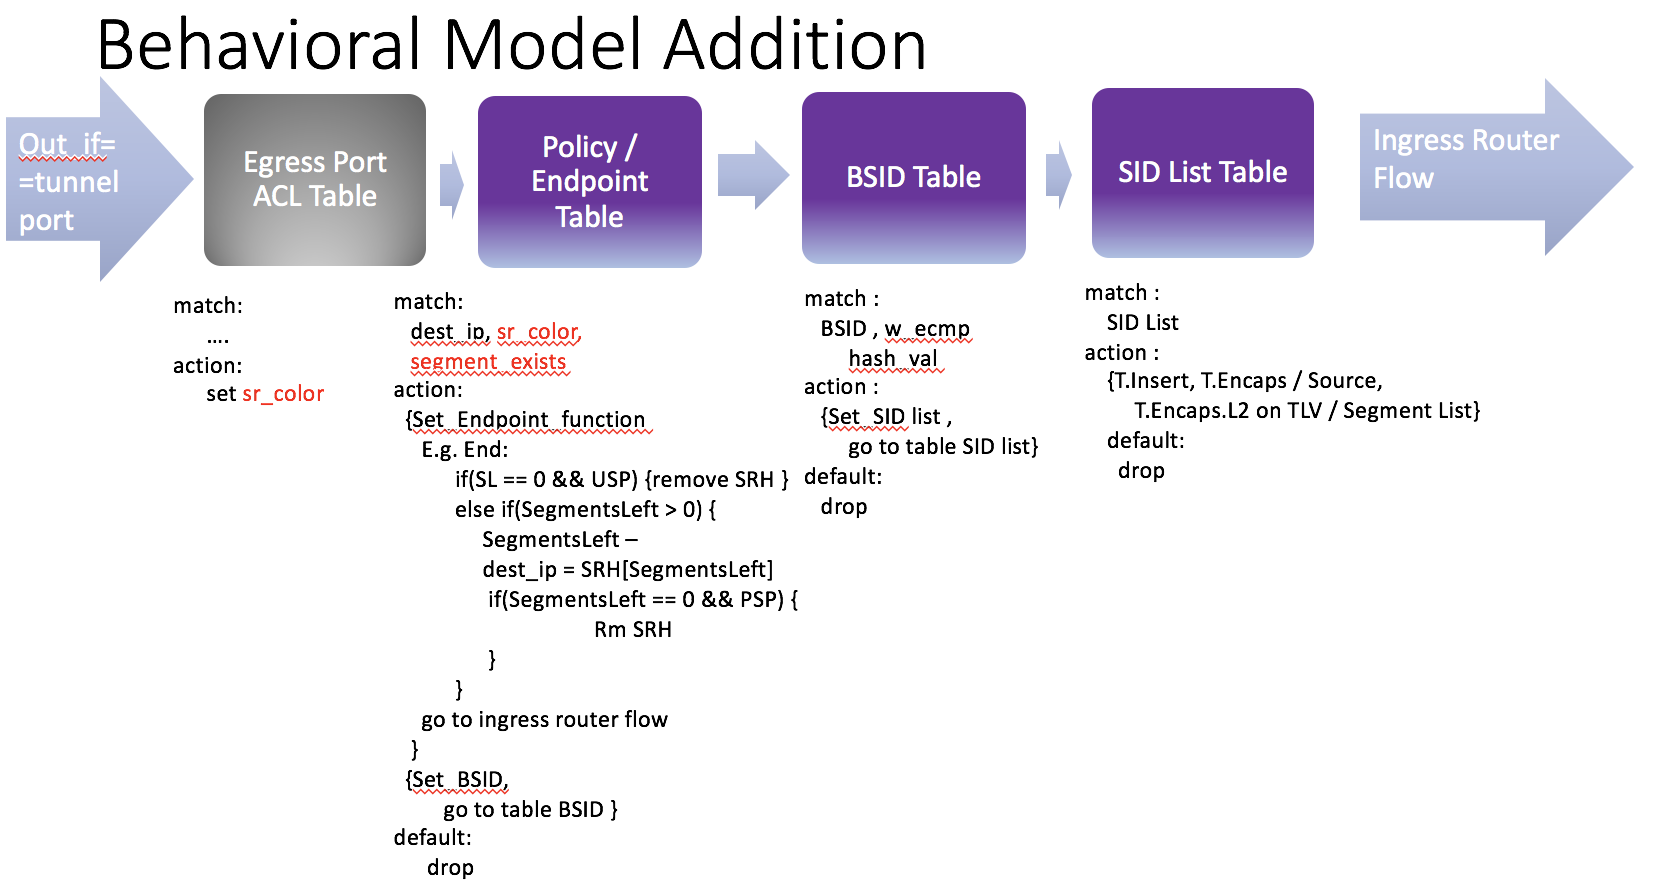 Behavioral Model Addition
Out_if=
=tunnel
port
Egress Port
ACL Table
Policy /
Endpoint
Table
BSID Table
SID List Table
Ingress Router
Flow
match:
....
action:
set sr_color
match:
dest_ip, sr_color,
segment_exists
action:
{Set_Endpoint_function
E.g. End:
if(SL == 0 && USP) {remove SRH }
else if(SegmentsLeft > 0) {
SegmentsLeft –
dest_ip = SRH[SegmentsLeft]
if(SegmentsLeft == 0 && PSP) {
Rm SRH
}
}
go to ingress router flow
}
{Set_BSID,
go to table BSID }
default:
drop
match :
BSID , w_ecmp
hash_val
action :
{Set_SID list ,
go to table SID list}
default:
drop
match :
SID List
action :
{T.Insert, T.Encaps / Source,
T.Encaps.L2 on TLV / Segment List}
default:
drop